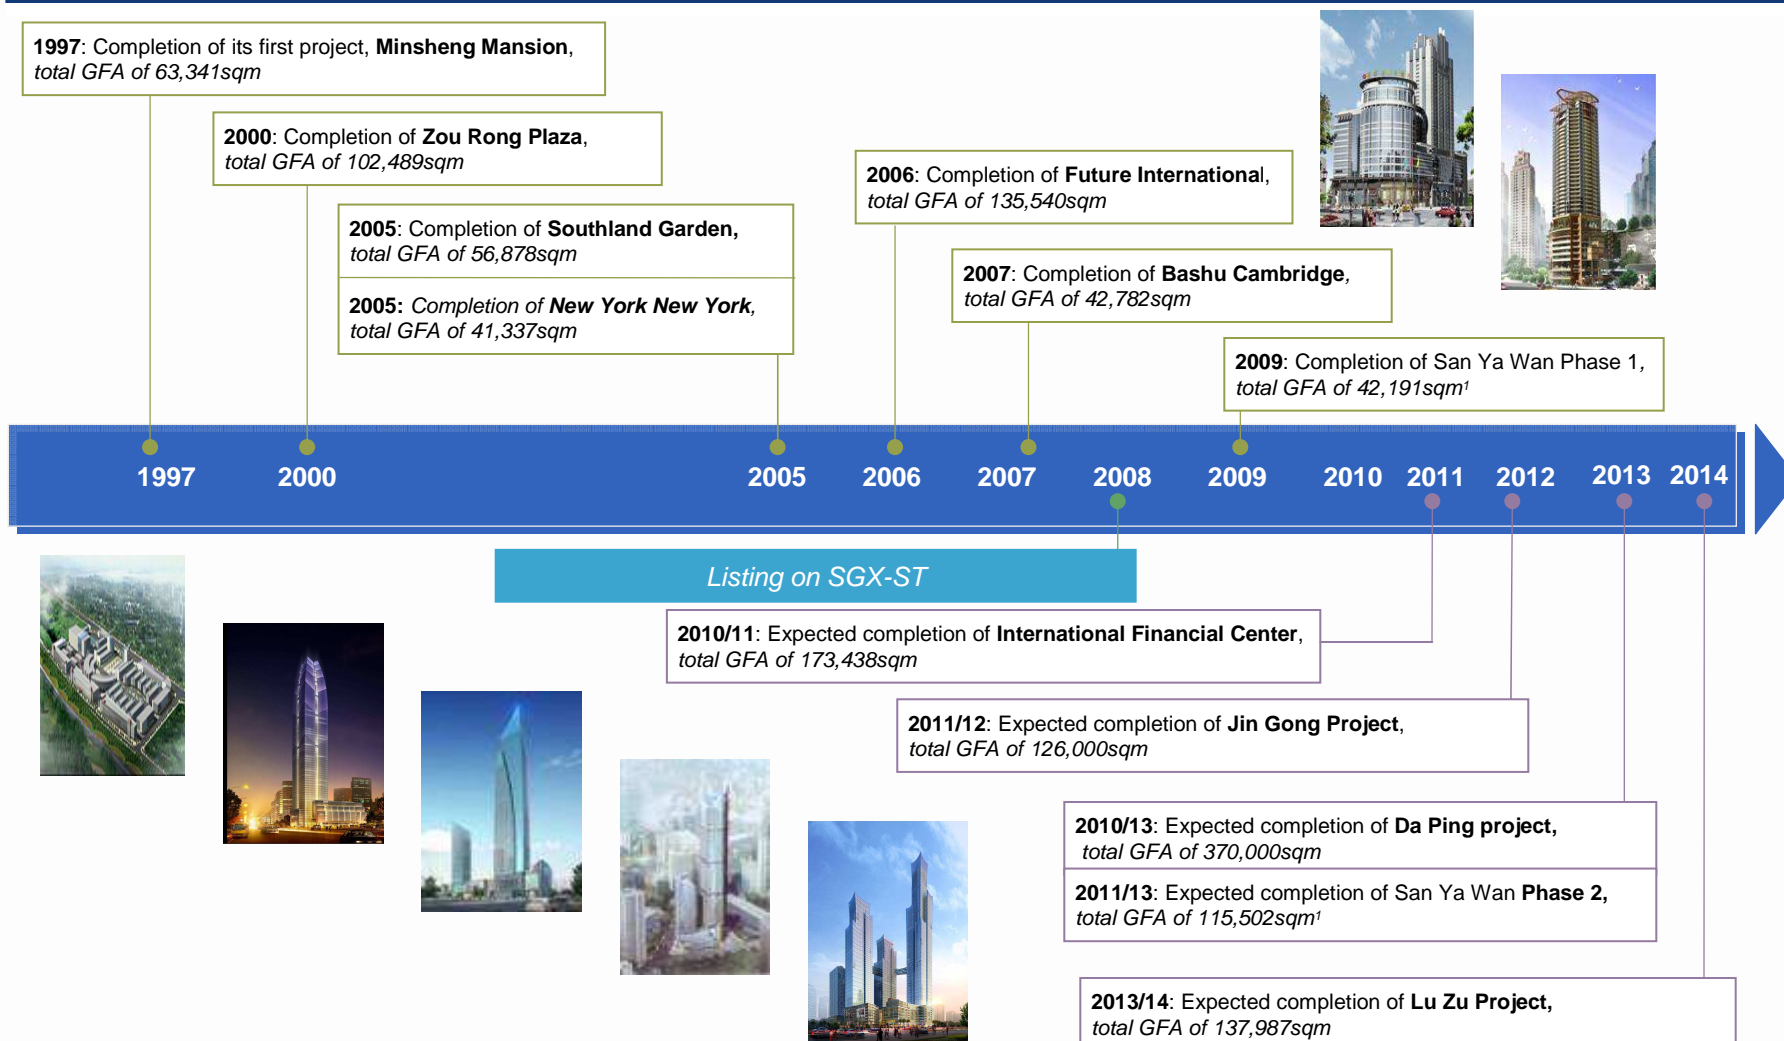 1997: Completion of its first project, Minsheng Mansion,
total GFA of 63,341sqm
2000: Completion of Zou Rong Plaza,
total GFA of 102,489sqm
2005: Completion of Southland Garden,
total GFA of 56,878sqm
2005: Completion of New York New York,
total GFA of 41,337sqm
2006: Completion of Future International,
total GFA of 135,540sqm
2007: Completion of Bashu Cambridge,
total GFA of 42,782sqm
2009: Completion of San Ya Wan Phase 1,
total GFA of 42,191sqm¹
1997 2000 2005 2006 2007 2008 2009 2010 2011 2012 2013 2014
Listing on SGX-ST
2010/11: Expected completion of International Financial Center,
total GFA of 173,438sqm
2011/12: Expected completion of Jin Gong Project,
total GFA of 126,000sqm
2010/13: Expected completion of Da Ping project,
total GFA of 370,000sqm
2011/13: Expected completion of San Ya Wan Phase 2,
total GFA of 115,502sqm¹
2013/14: Expected completion of Lu Zu Project,
total GFA of 137,987sqm